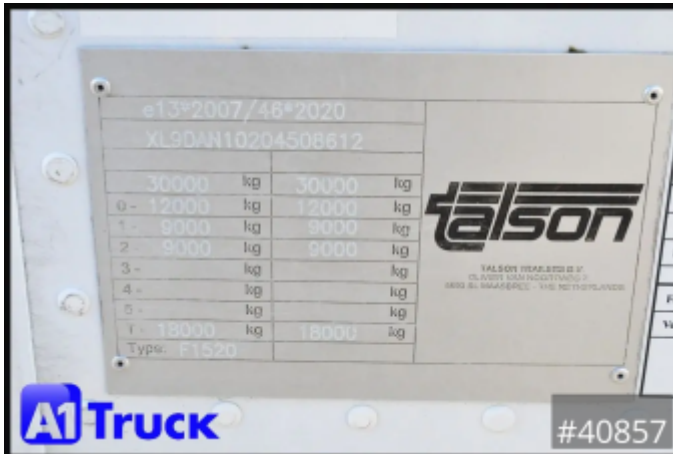 e13*2007/46*2020
XL9DAN10204508612
30000 kg 30000 kg
0- 12000 kg 12000 kg
1- 9000 kg 9000 kg
2- 9000 kg 9000 kg
3- kg kg
4- kg kg
5- kg kg
T- 18000 kg 18000 kg
Type: F1520
talson
TALSON TRAILERS B.V.
MAASBREE - THE NETHERLANDS
A1 Truck
#40857